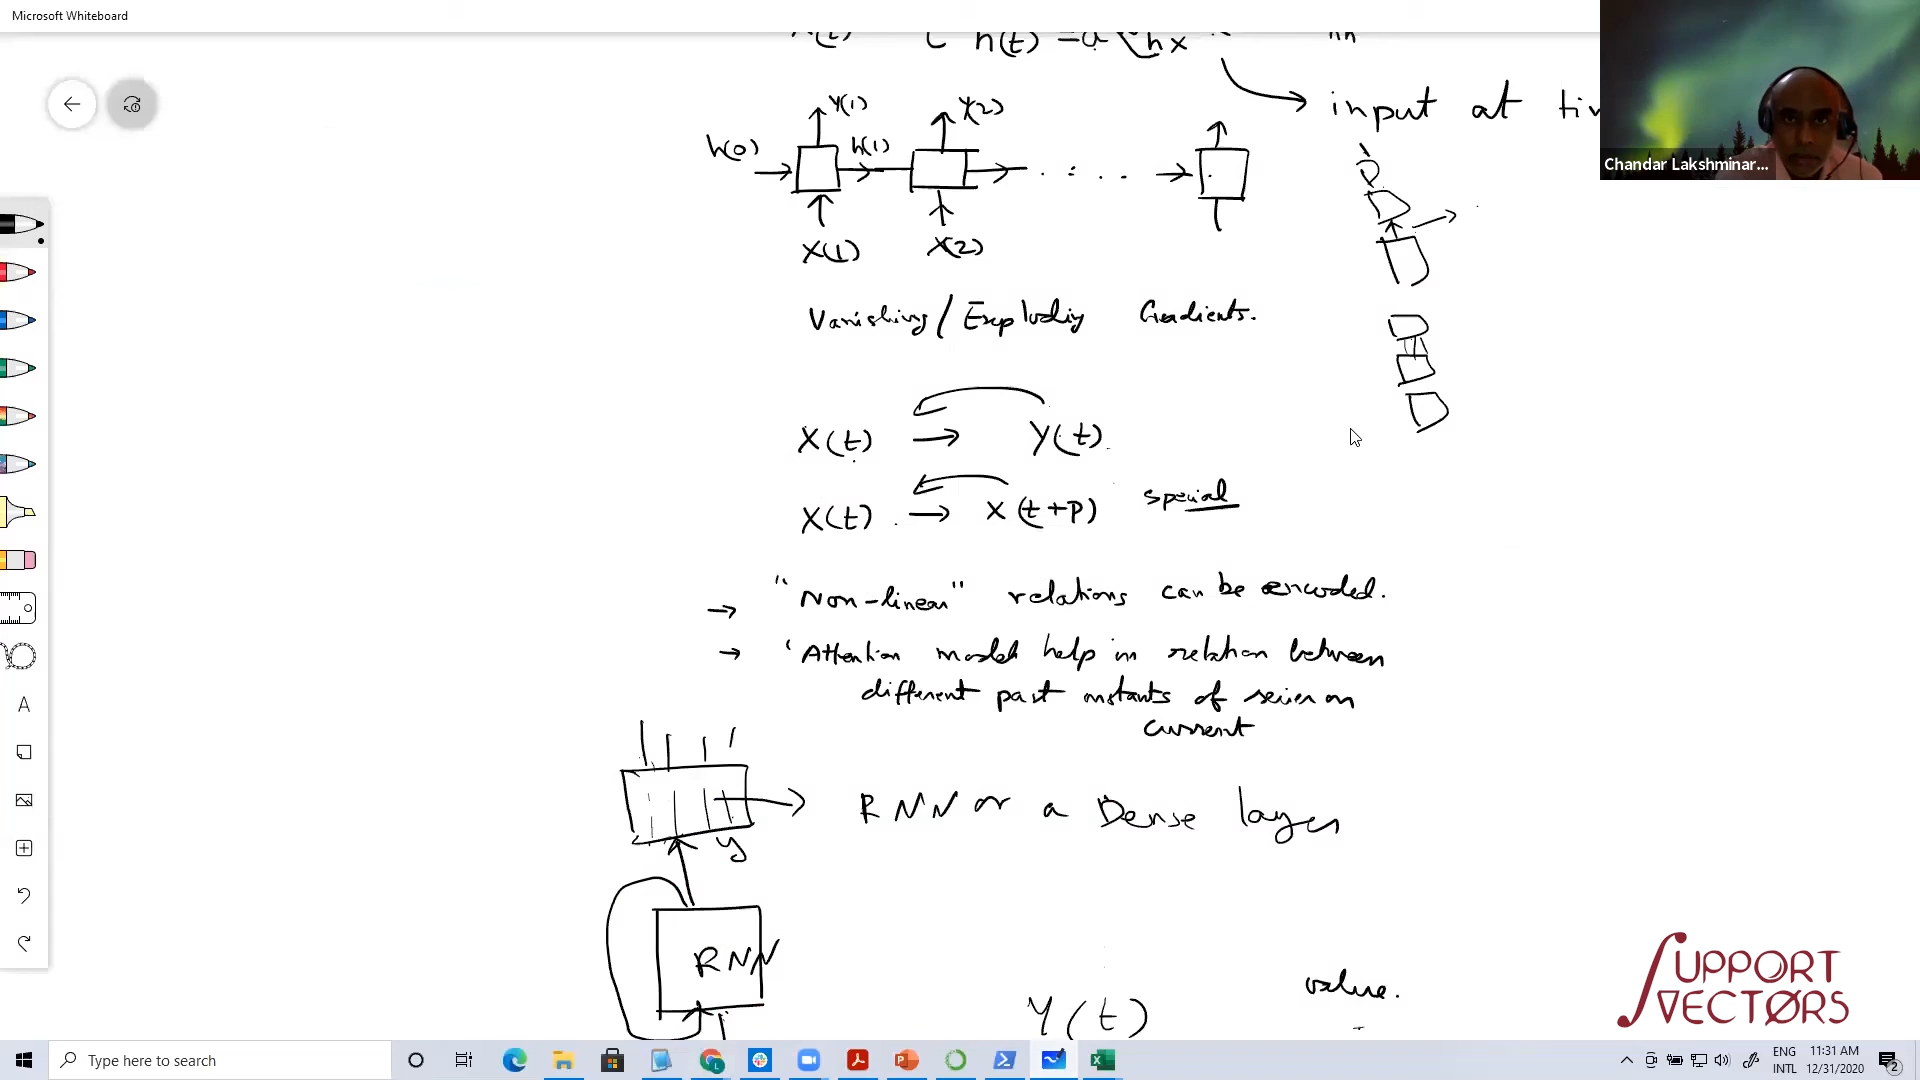 Microsoft Whiteboard
h(t) = a
hx
input at
Chandar Lakshminar...
Y(1)
Y(2)
h(0)
h(1)
X(1)
X(2)
Vanishing/Exploding Gradients.
X(t) → Y(t)
X(t) → X(t+P) special
→ "Non-linear" relations can be encoded.
→ 'Attention model help in relation between
different past instants of series on
current
→ RNN or a Dense layer
y
RNN
value.
Y(t)
SUPPORT
VECTORS
Type here to search
ENG
INTL
11:31 AM
12/31/2020
2